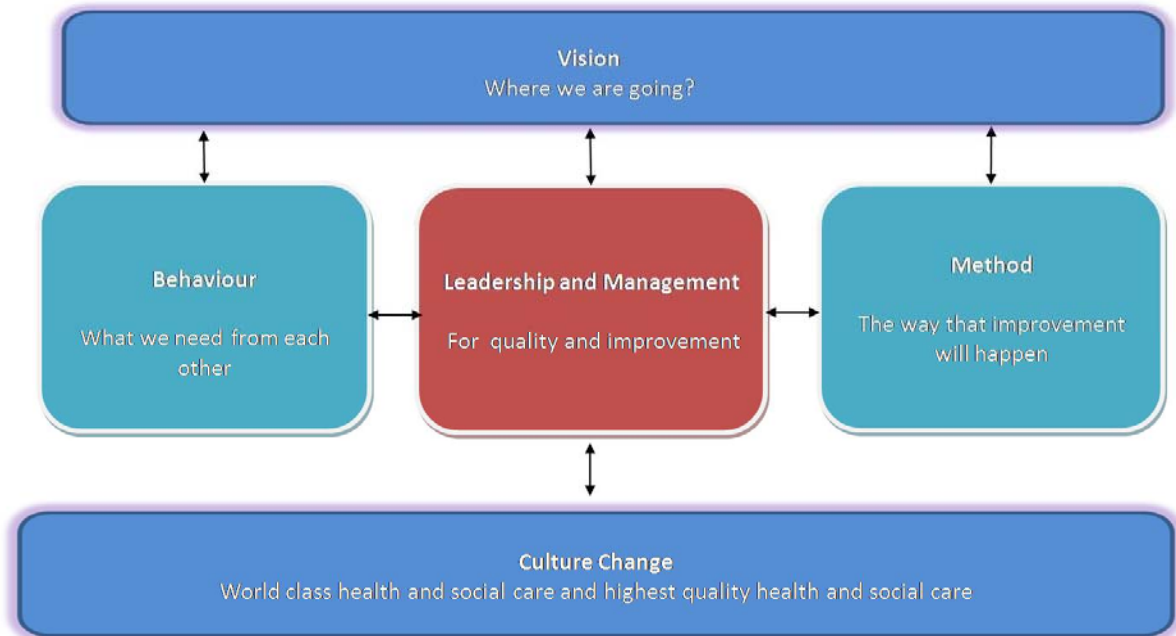 Vision
Where we are going?
Behaviour
What we need from each
other
Leadership and Management
For quality and improvement
Method
The way that improvement
will happen
Culture Change
World class health and social care and highest quality health and social care